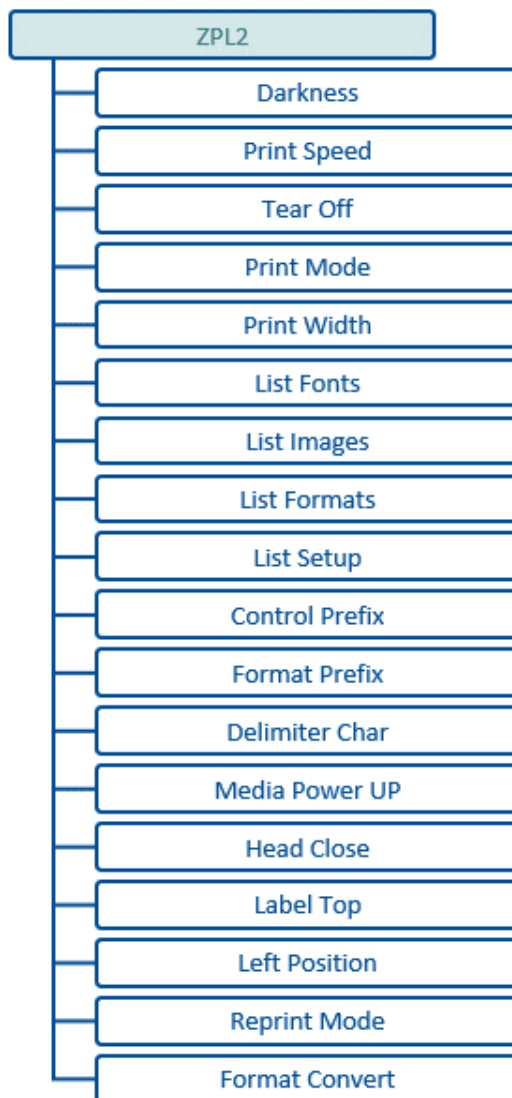 ZPL2
Darkness
Print Speed
Tear Off
Print Mode
Print Width
List Fonts
List Images
List Formats
List Setup
Control Prefix
Format Prefix
Delimiter Char
Media Power UP
Head Close
Label Top
Left Position
Reprint Mode
Format Convert